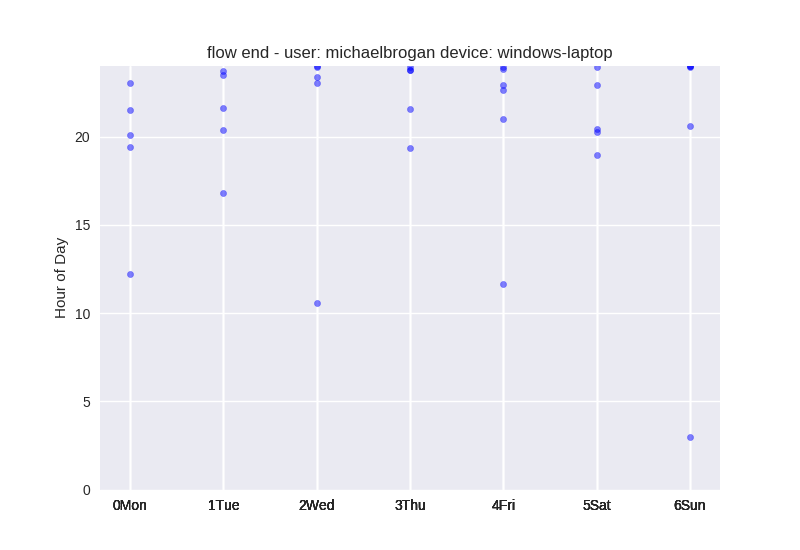 flow end - user: michaelbrogan device: windows-laptop
Hour of Day
20
15
10
5
0
0Mon 1Tue 2Wed 3Thu 4Fri 5Sat 6Sun